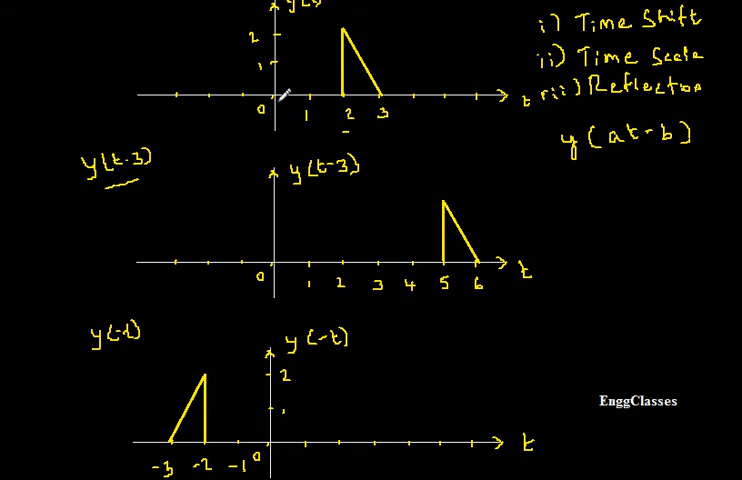 y(t)
i) Time Shift
ii) Time Scale
iii) Reflection
y(at-b)
2
1
0 1 2 3 t
y(t-3)
y(t-3)
0 1 2 3 4 5 6 t
y(-t)
y(-t)
2
EnggClasses
-3 -2 -1 0 t